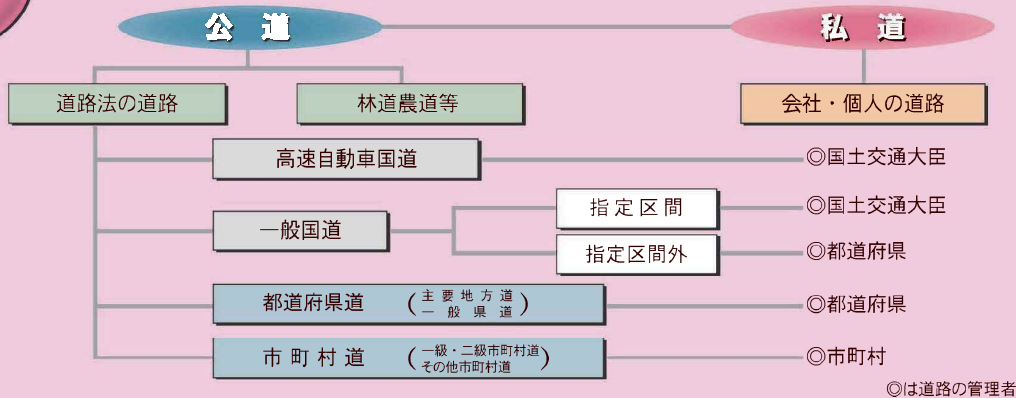 公道
私道
道路法の道路
林道農道等
会社・個人の道路
高速自動車国道
◎国土交通大臣
一般国道
指定区間
◎国土交通大臣
指定区間外
◎都道府県
都道府県道
(主要地方道
一般県道)
◎都道府県
市町村道
(一級・二級市町村道
その他市町村道)
◎市町村
◎は道路の管理者